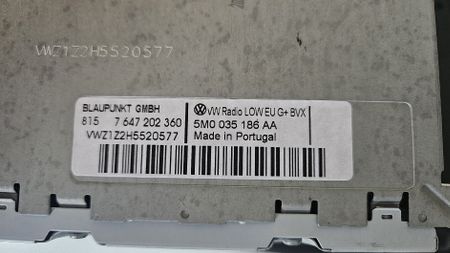 VWZ1Z2H5520577
BLAUPUNKT GMBH
815 7 647 202 360
VWZ1Z2H5520577
VW Radio LOW EU G+ BVX
5M0 035 186 AA
Made in Portugal